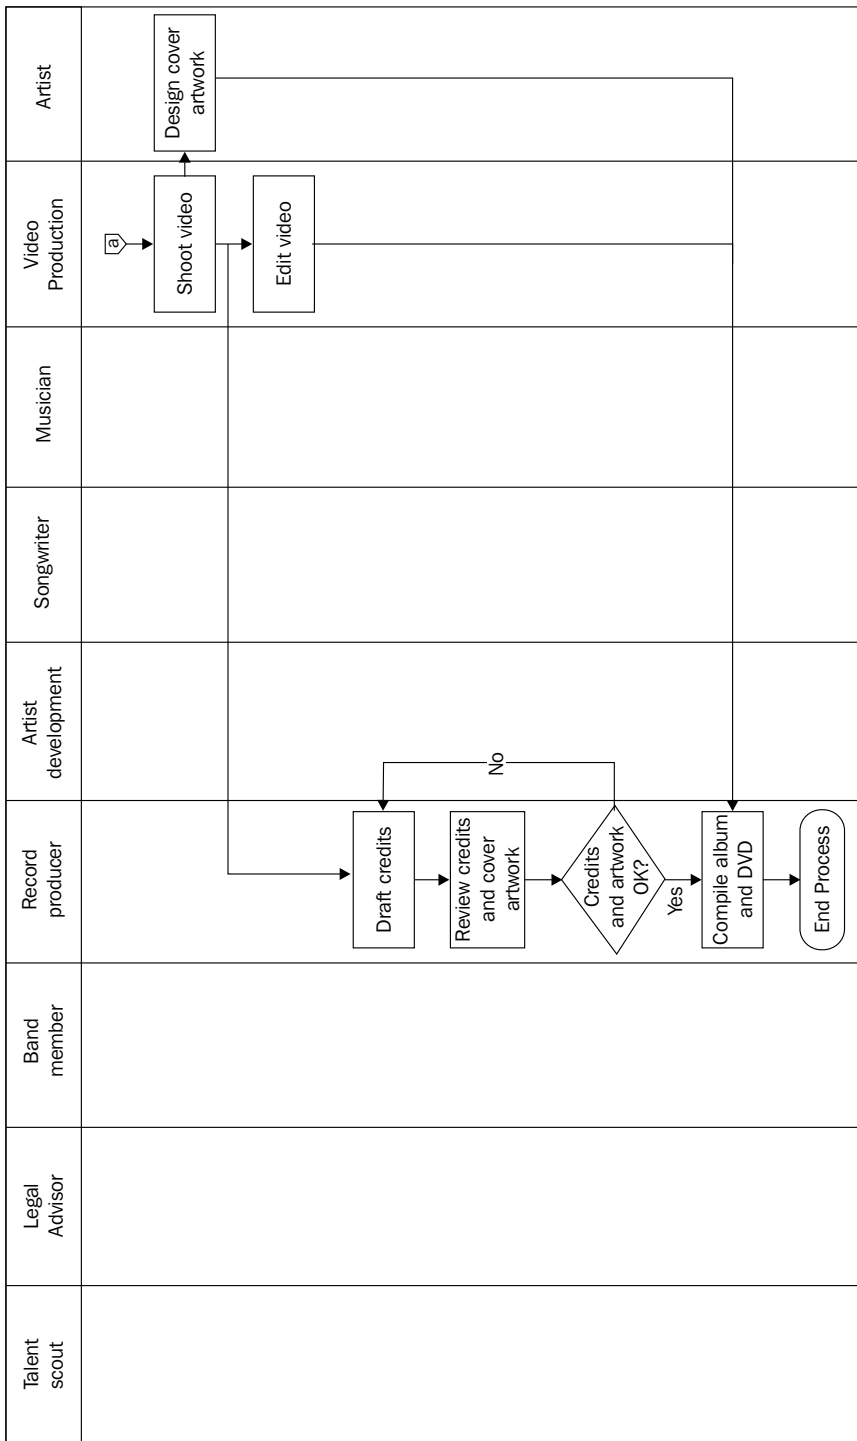 Talent
scout
Legal
Advisor
Band
member
Record
producer
Artist
development
Songwriter
Musician
Video
Production
Artist
a
Shoot video
Design cover
artwork
Edit video
Draft credits
Review credits
and cover
artwork
Credits
and artwork
OK?
No
Yes
Compile album
and DVD
End Process